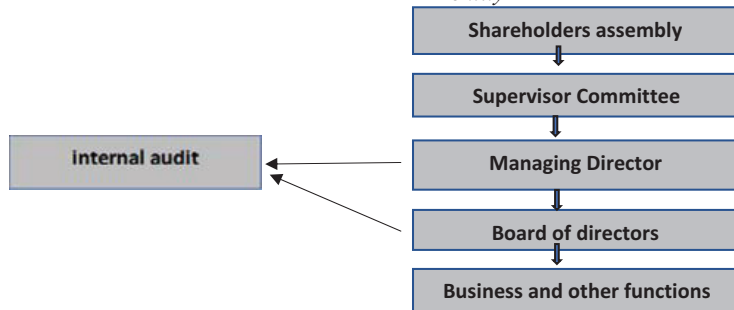 Shareholders assembly
Supervisor Committee
internal audit
Managing Director
Board of directors
Business and other functions